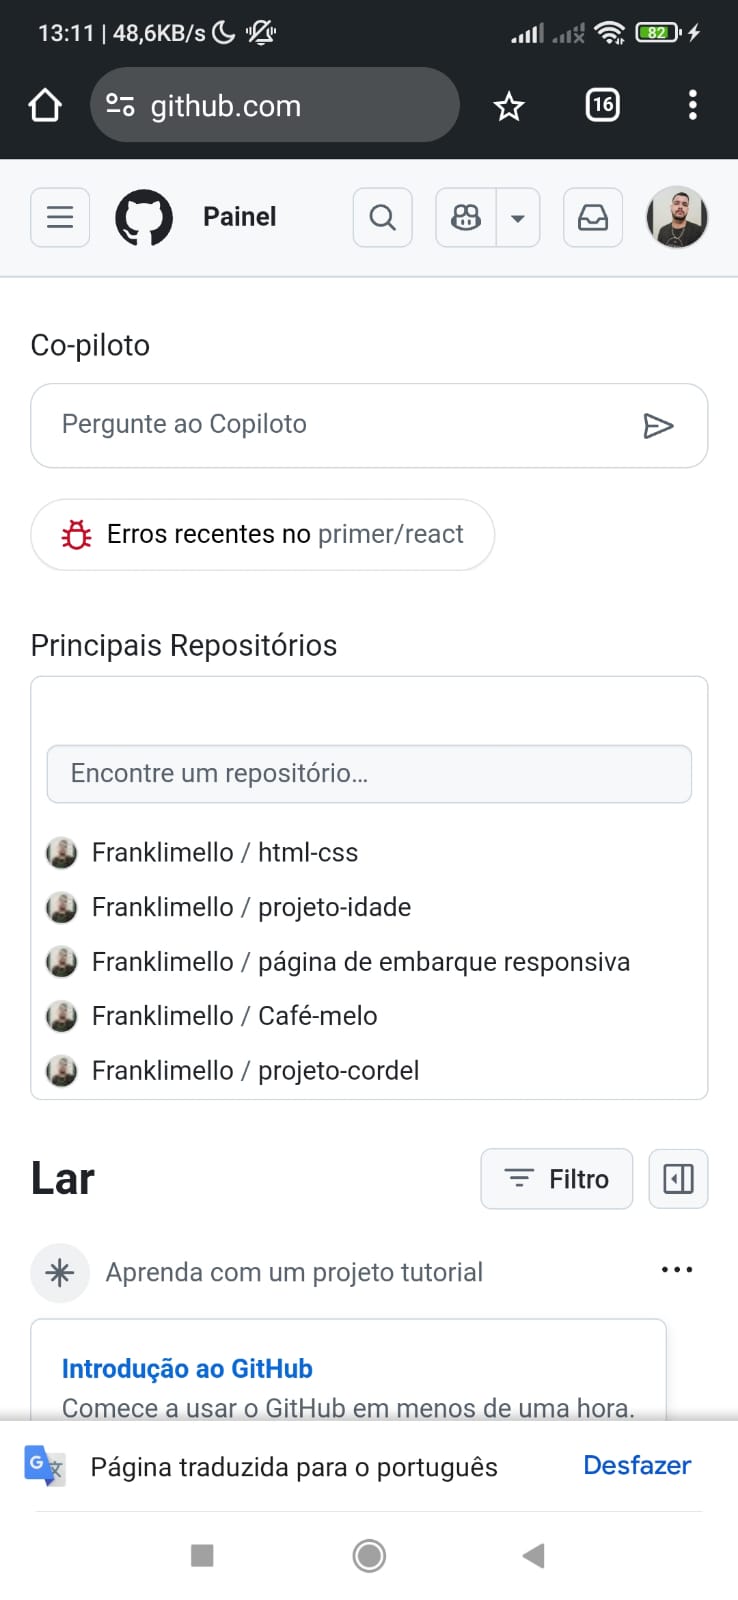 13:11 | 48,6KB/s
82
github.com
16
Painel
Co-piloto
Pergunte ao Copiloto
Erros recentes no primer/react
Principais Repositórios
Encontre um repositório…
Franklimello / html-css
Franklimello / projeto-idade
Franklimello / página de embarque responsiva
Franklimello / Café-melo
Franklimello / projeto-cordel
Lar
Filtro
Aprenda com um projeto tutorial
Introdução ao GitHub
Comece a usar o GitHub em menos de uma hora.
G 文
Página traduzida para o português
Desfazer